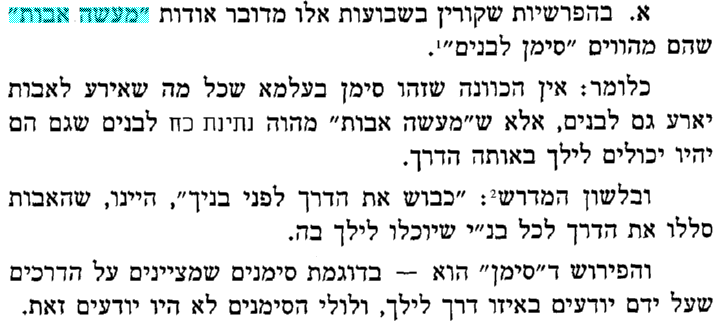 א. בהפרשיות שקורין בשבועות אלו מדובר אודות "מעשה אבות"
שהם מהווים "סימן לבנים"¹.
כלומר: אין הכוונה שזהו סימן בעלמא שכל מה שאירע לאבות
יארע גם לבנים, אלא ש"מעשה אבות" מהוה נתינת כח לבנים שגם הם
יהיו יכולים לילך באותה הדרך.
ובלשון המדרש²: "כבוש את הדרך לפני בניך", היינו, שהאבות
סללו את הדרך לכל בנ"י שיוכלו לילך בה.
והפירוש ד"סימן" הוא — בדוגמת סימנים שמציינים על הדרכים
שעל ידם יודעים באיזו דרך לילך, ולולי הסימנים לא היו יודעים זאת.